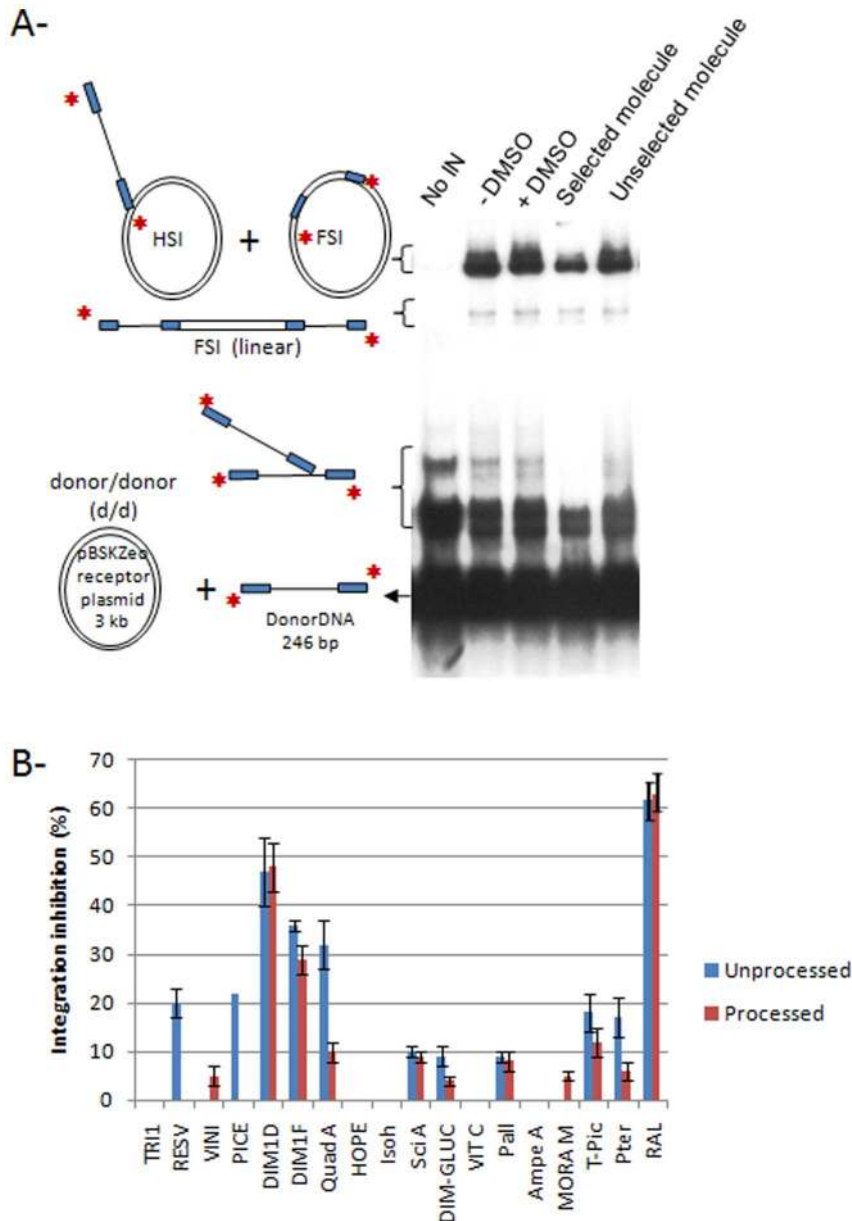 A-
No IN
- DMSO
+ DMSO
Selected molecule
Unselected molecule
HSI
+
FSI
FSI (linear)
donor/donor
(d/d)
pBSKZeo
receptor
plasmid
3 kb
+
DonorDNA
246 bp
B-
Integration inhibition (%)
70
60
50
40
30
20
10
0
TRI1
RESV
VINI
PICE
DIM1D
DIM1F
Quad A
HOPE
Isoh
Sci A
DIM-GLUC
VIT C
Pall
Ampe A
MORA M
T-Pic
Pter
RAL
Unprocessed
Processed